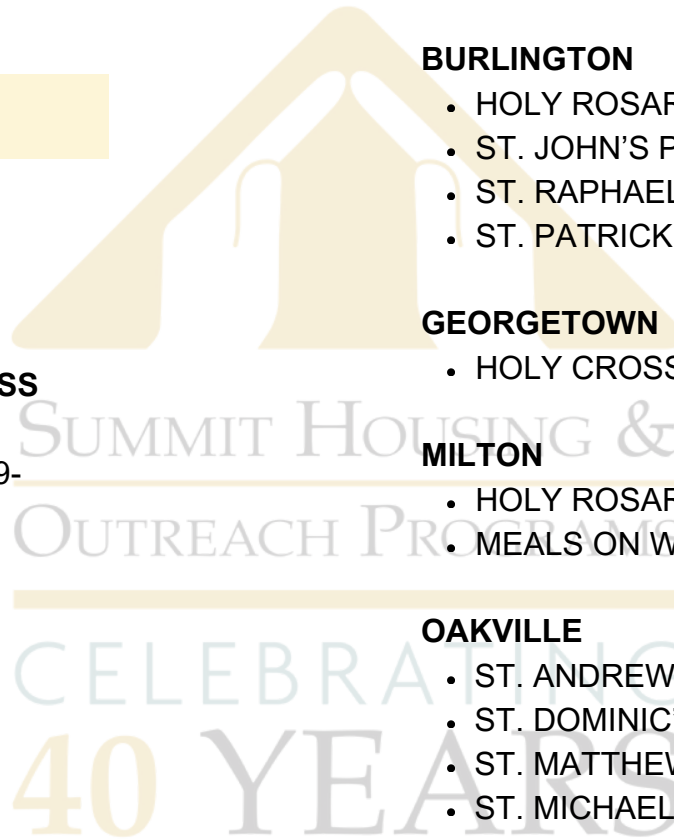 BURLINGTON
• HOLY ROSAR
• ST. JOHN’S P
• ST. RAPHAEL
• ST. PATRICK
GEORGETOWN
• HOLY CROSS
SS
SUMMIT HOUSING &
MILTON
9-
• HOLY ROSAR
OUTREACH PROGRAMS
• MEALS ON W
OAKVILLE
CELEBRATING
• ST. ANDREW
• ST. DOMINIC’
40 YEARS
• ST. MATTHEW
• ST. MICHAEL